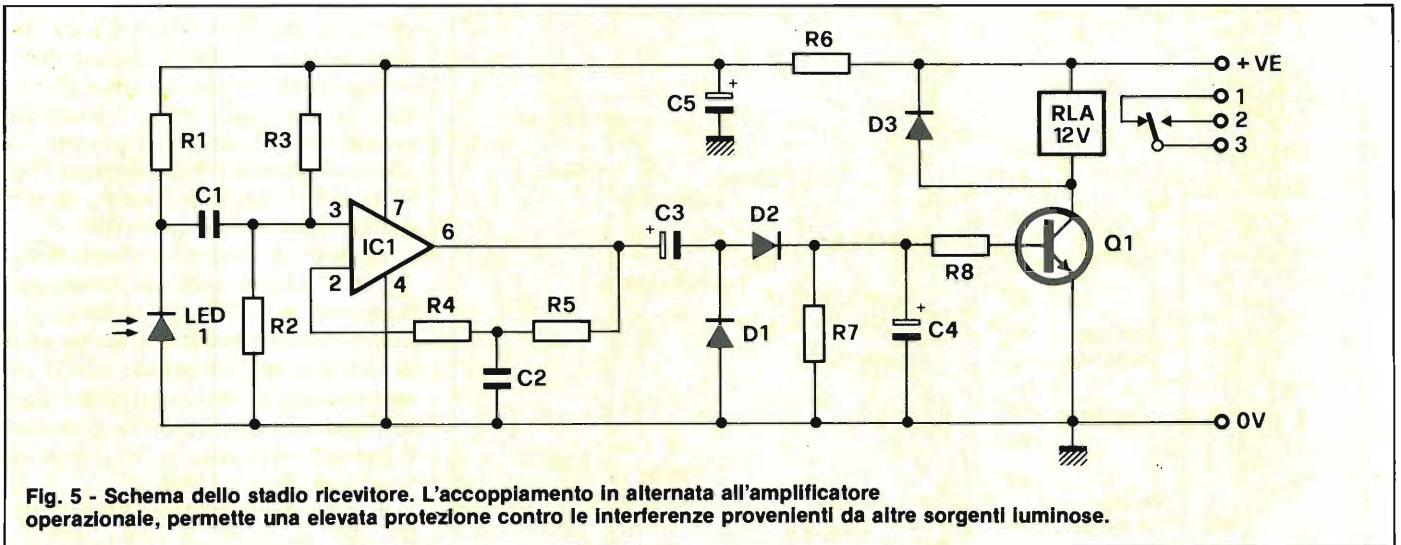 R6
+ VE
R1
R3
C5
+
D3
RLA
12V
1
2
3
C1
3
7
IC1
6
2
4
C3
+
D2
R8
Q1
LED
1
R2
R4
R5
C2
D1
R7
+
C4
0V
Fig. 5 - Schema dello stadio ricevitore. L'accoppiamento in alternata all'amplificatore
operazionale, permette una elevata protezione contro le interferenze provenienti da altre sorgenti luminose.